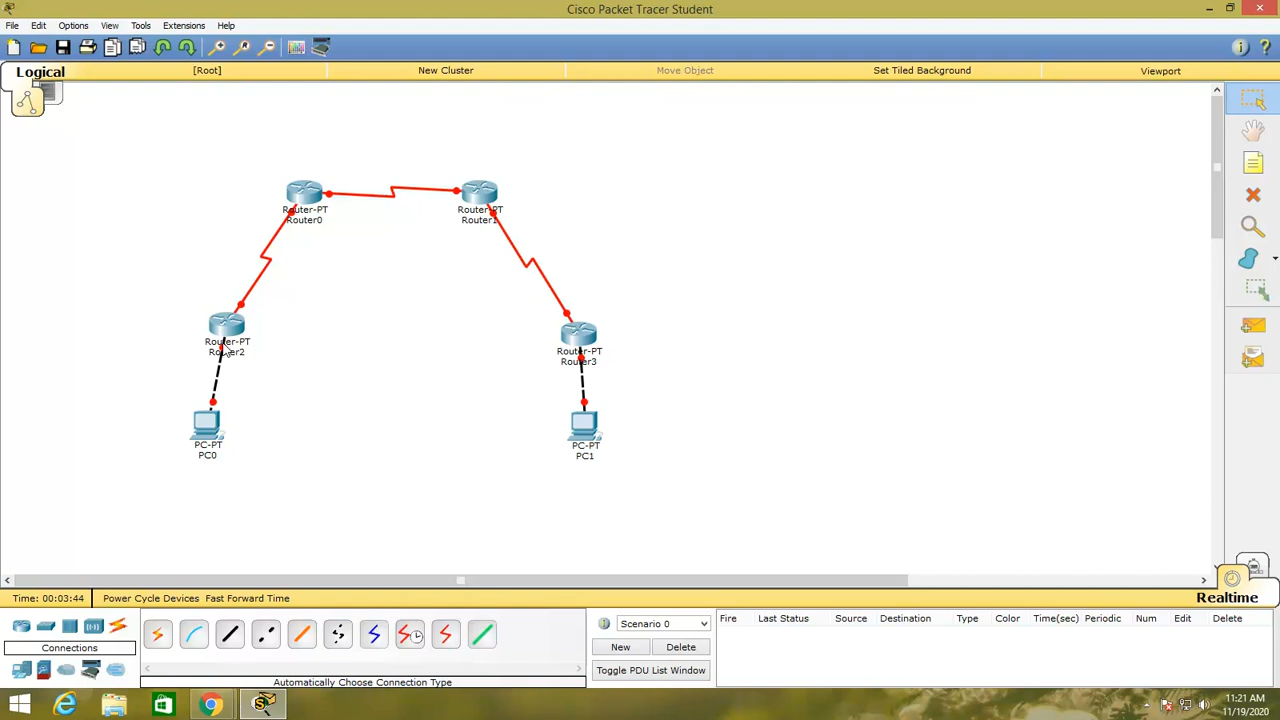 Cisco Packet Tracer Student
File Edit Options View Tools Extensions Help
Logical [Root] New Cluster Move Object Set Tiled Background Viewport
Router-PT
Router0
Router-PT
Router1
Router-PT
Router2
Router-PT
Router3
PC-PT
PC0
PC-PT
PC1
Realtime
Time: 00:03:44 Power Cycle Devices Fast Forward Time
Connections
Automatically Choose Connection Type
Scenario 0
New Delete
Toggle PDU List Window
Fire Last Status Source Destination Type Color Time(sec) Periodic Num Edit Delete
11:21 AM
11/19/2020